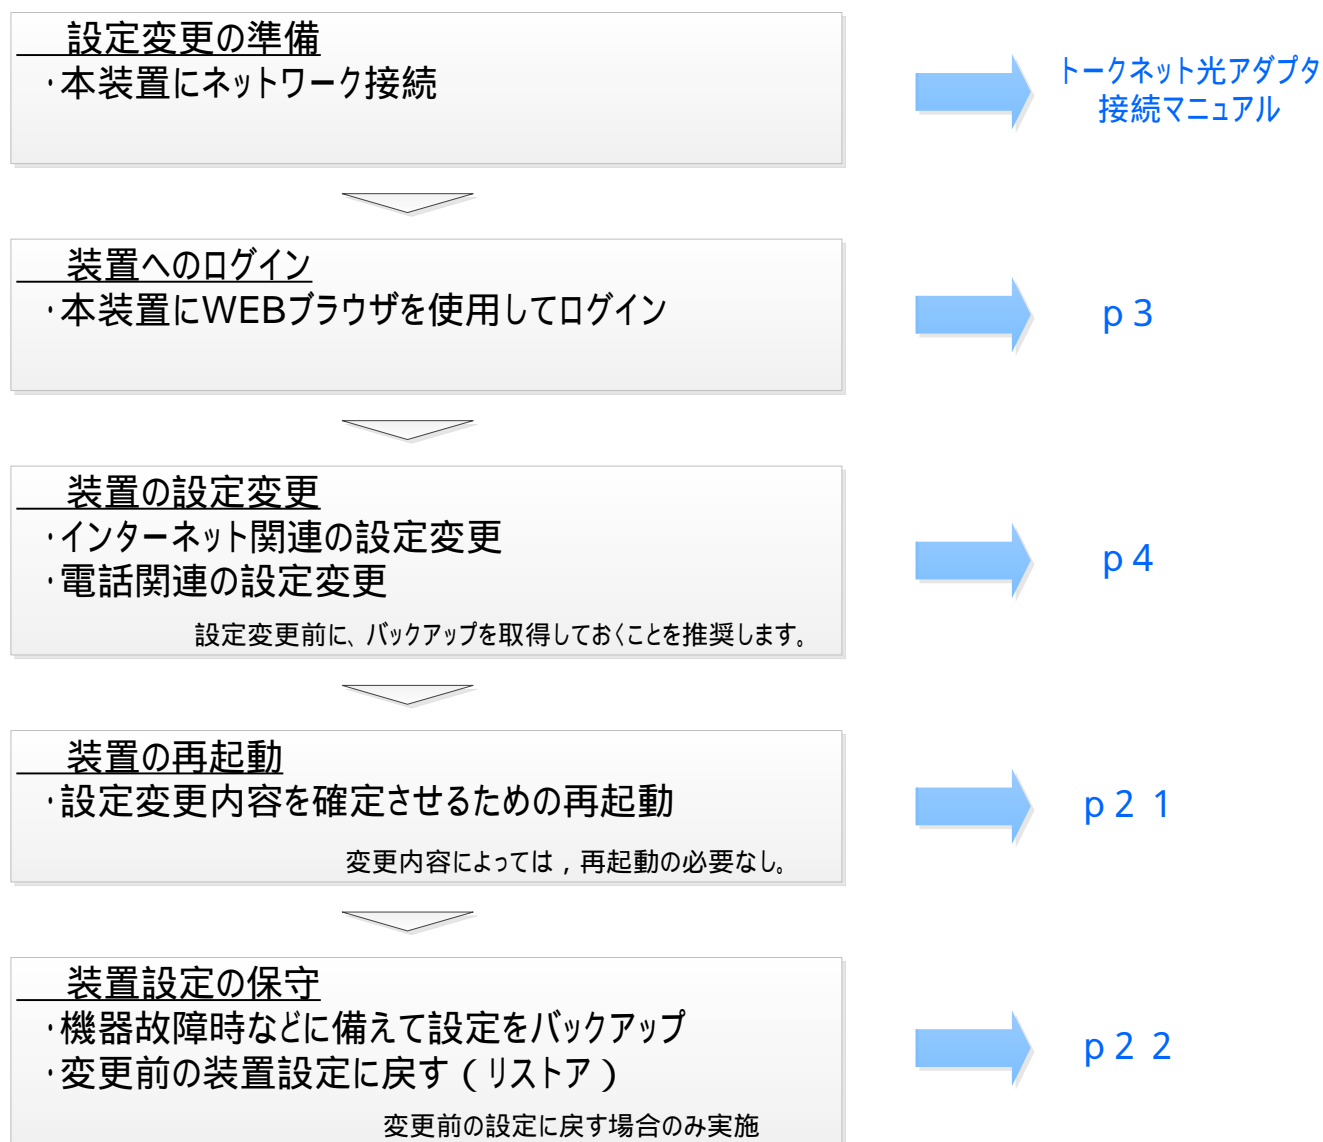 設定変更の準備
・本装置にネットワーク接続
トークネット光アダプタ
接続マニュアル
装置へのログイン
・本装置にWEBブラウザを使用してログイン
p 3
装置の設定変更
・インターネット関連の設定変更
・電話関連の設定変更
設定変更前に、バックアップを取得しておくことを推奨します。
p 4
装置の再起動
・設定変更内容を確定させるための再起動
変更内容によっては , 再起動の必要なし。
p 2 1
装置設定の保守
・機器故障時などに備えて設定をバックアップ
・変更前の装置設定に戻す ( リストア )
変更前の設定に戻す場合のみ実施
p 2 2